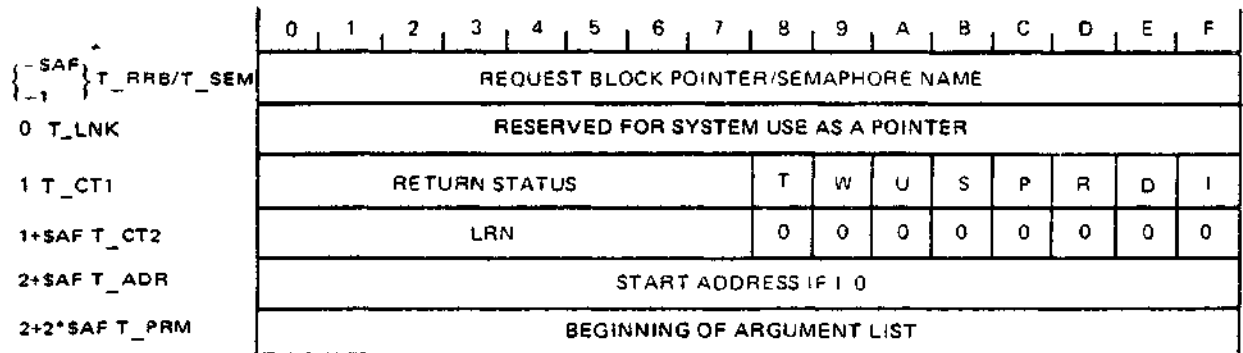 0 1 2 3 4 5 6 7 8 9 A B C D E F
{-$AF -1} T_RRB/T_SEM REQUEST BLOCK POINTER/SEMAPHORE NAME
0 T_LNK RESERVED FOR SYSTEM USE AS A POINTER
1 T_CT1 RETURN STATUS T W U S P R D I
1+$AF T_CT2 LRN 0 0 0 0 0 0 0 0
2+$AF T_ADR START ADDRESS IF I 0
2+2*$AF T_PRM BEGINNING OF ARGUMENT LIST